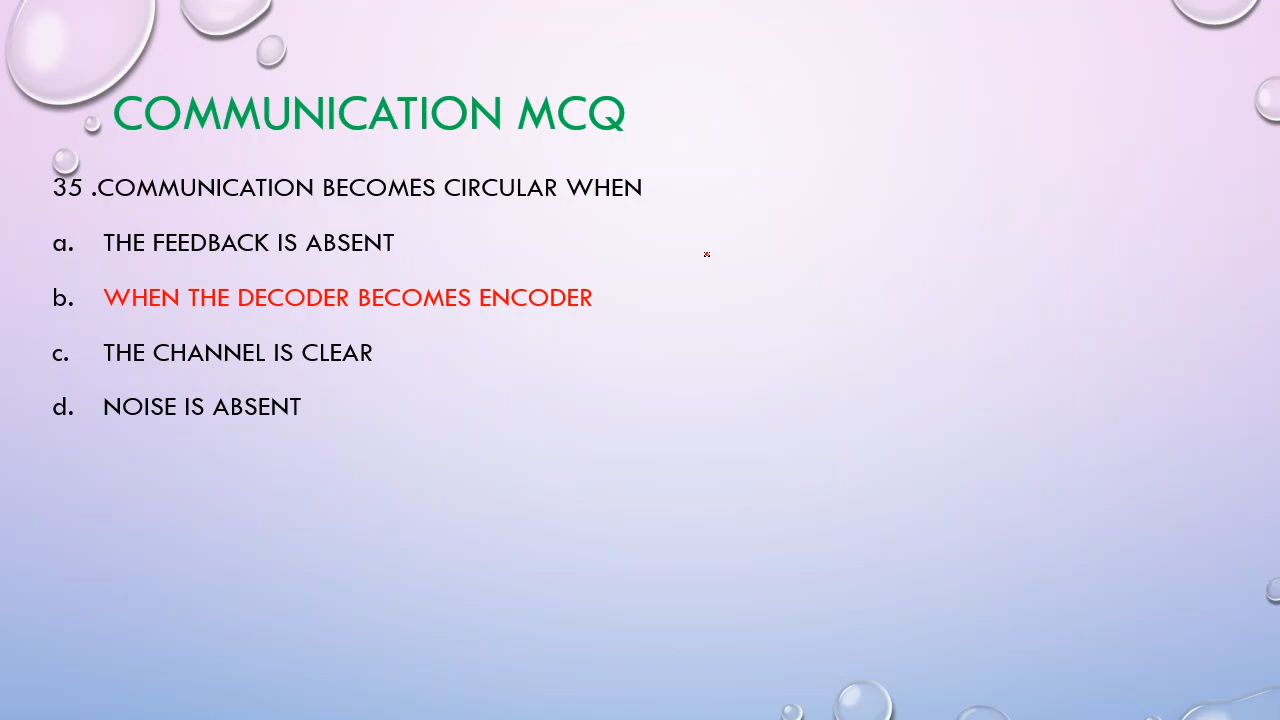 COMMUNICATION MCQ
35 .COMMUNICATION BECOMES CIRCULAR WHEN
a. THE FEEDBACK IS ABSENT
b. WHEN THE DECODER BECOMES ENCODER
c. THE CHANNEL IS CLEAR
d. NOISE IS ABSENT